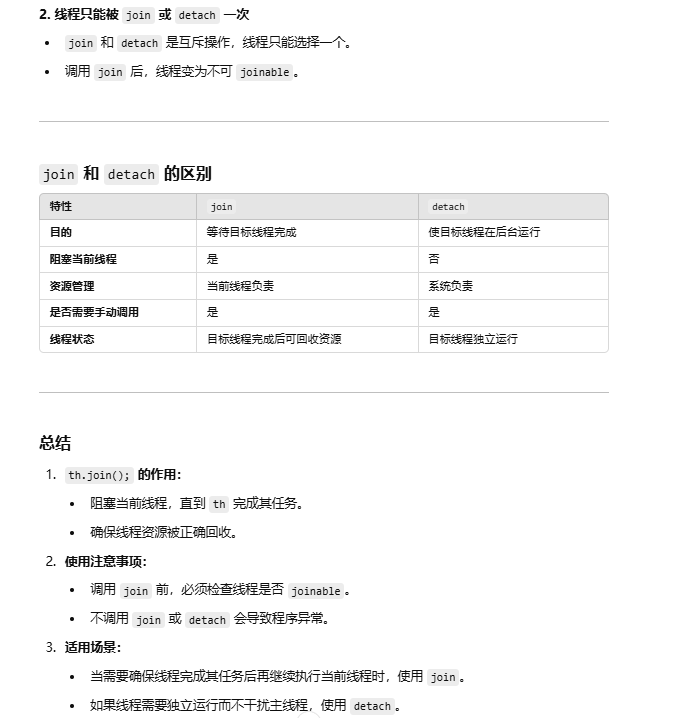 2. 线程只能被 join 或 detach 一次
• join 和 detach 是互斥操作，线程只能选择一个。
• 调用 join 后，线程变为不可 joinable。
join 和 detach 的区别
特性 join detach
目的 等待目标线程完成 使目标线程在后台运行
阻塞当前线程 是 否
资源管理 当前线程负责 系统负责
是否需要手动调用 是 是
线程状态 目标线程完成后可回收资源 目标线程独立运行
总结
1. th.join(); 的作用：
• 阻塞当前线程，直到 th 完成其任务。
• 确保线程资源被正确回收。
2. 使用注意事项：
• 调用 join 前，必须检查线程是否 joinable。
• 不调用 join 或 detach 会导致程序异常。
3. 适用场景：
• 当需要确保线程完成其任务后再继续执行当前线程时，使用 join。
• 如果线程需要独立运行而不干扰主线程，使用 detach。